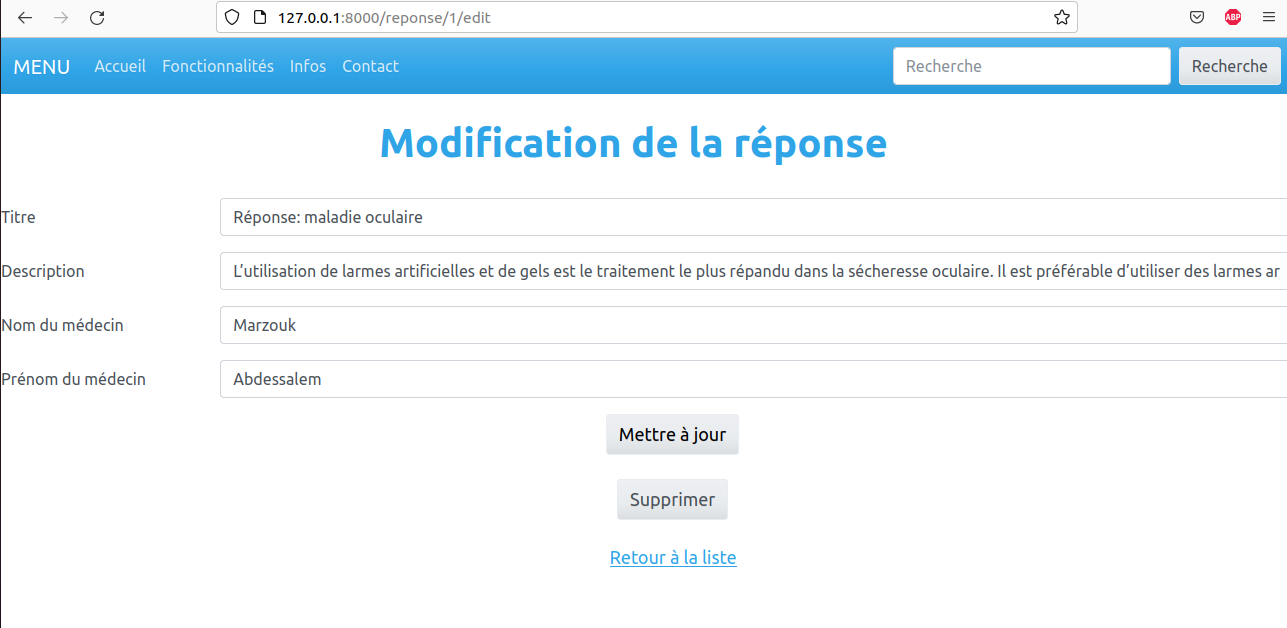 127.0.0.1:8000/reponse/1/edit
ABP
MENU Accueil Fonctionnalités Infos Contact Recherche Recherche
Modification de la réponse
Titre Réponse: maladie oculaire
Description L’utilisation de larmes artificielles et de gels est le traitement le plus répandu dans la sécheresse oculaire. Il est préférable d’utiliser des larmes ar
Nom du médecin Marzouk
Prénom du médecin Abdessalem
Mettre à jour
Supprimer
Retour à la liste